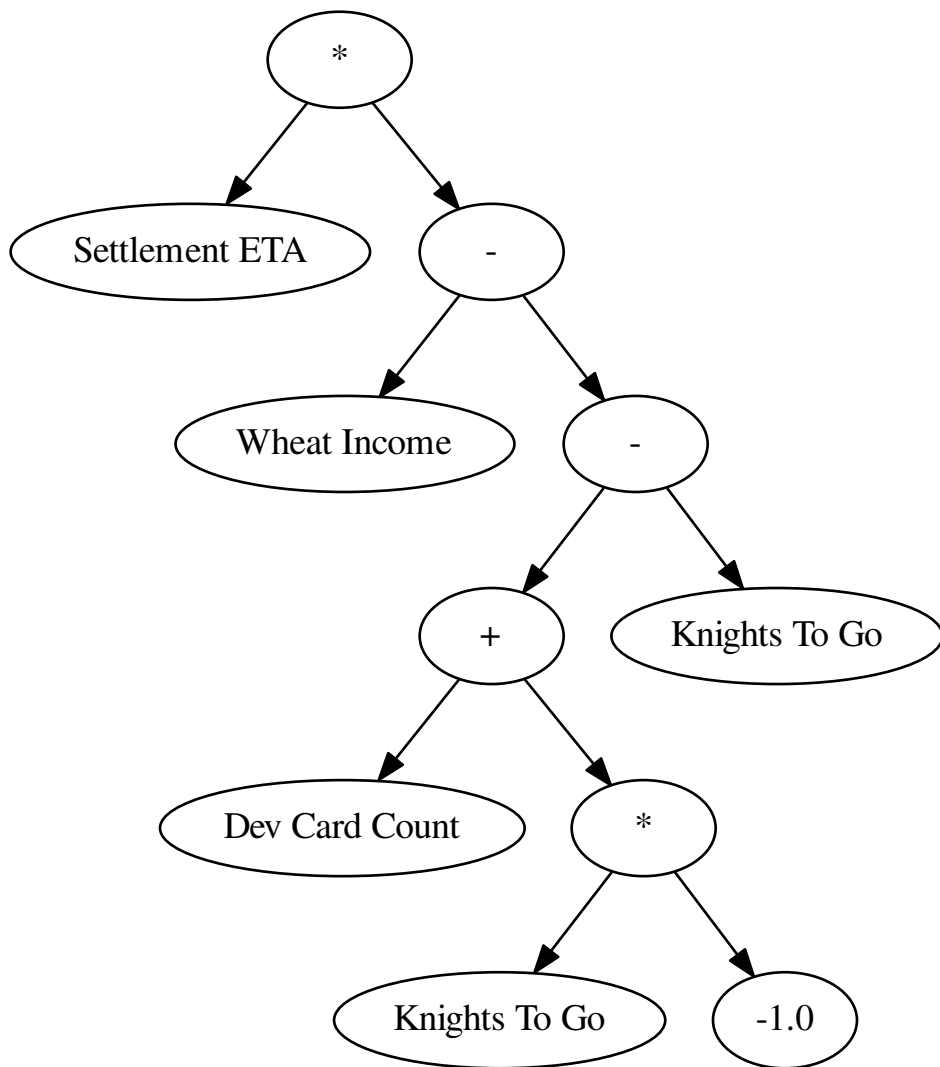 *
Settlement ETA
-
Wheat Income
-
+
Knights To Go
Dev Card Count
*
Knights To Go
-1.0